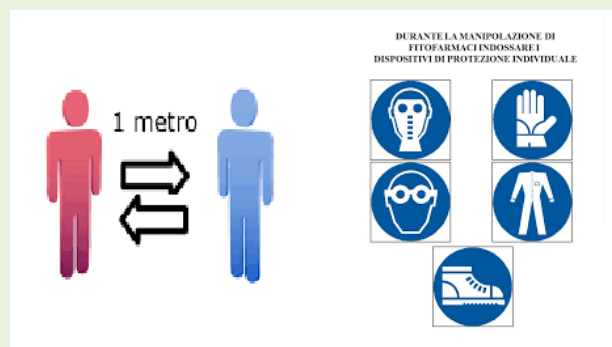 1 metro
DURANTE LA MANIPOLAZIONE DI
FITOFARMACI INDOSSARE I
DISPOSITIVI DI PROTEZIONE INDIVIDUALE